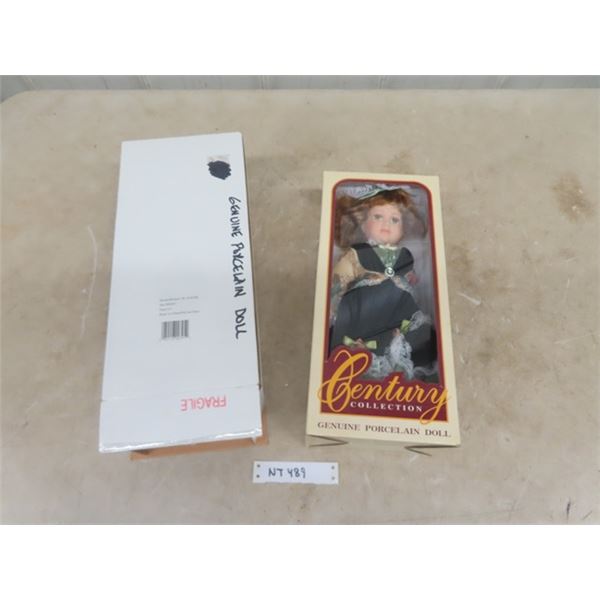 GENUINE PORCELAIN DOLL
FRAGILE
Century
COLLECTION
GENUINE PORCELAIN DOLL
NT 489